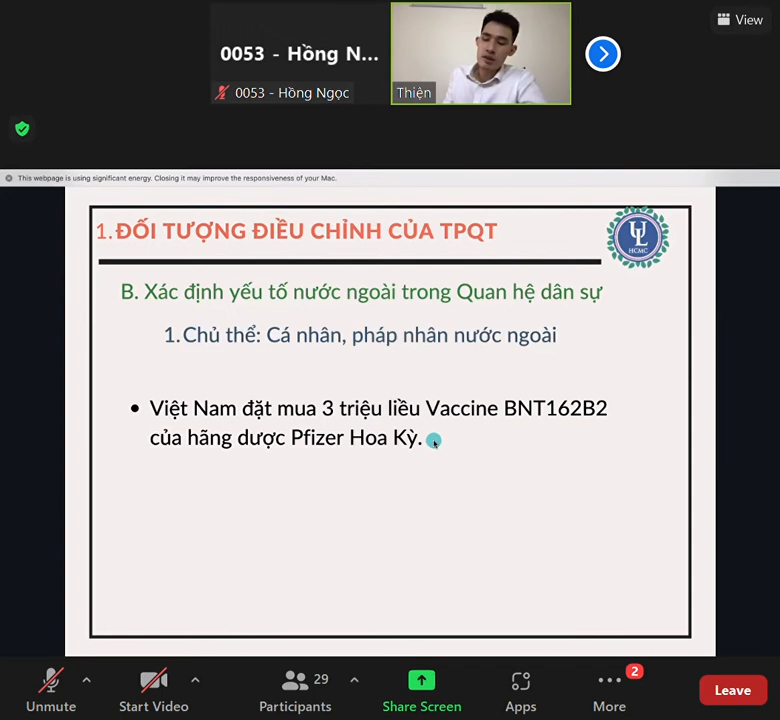 View
0053 - Hồng N...
0053 - Hồng Ngọc
Thiện
This webpage is using significant energy. Closing it may improve the responsiveness of your Mac.
1.ĐỐI TƯỢNG ĐIỀU CHỈNH CỦA TPQT
UL
HCMC
B. Xác định yếu tố nước ngoài trong Quan hệ dân sự
1.Chủ thể: Cá nhân, pháp nhân nước ngoài
• Việt Nam đặt mua 3 triệu liều Vaccine BNT162B2
của hãng dược Pfizer Hoa Kỳ.
29
2
Unmute
Start Video
Participants
Share Screen
Apps
More
Leave